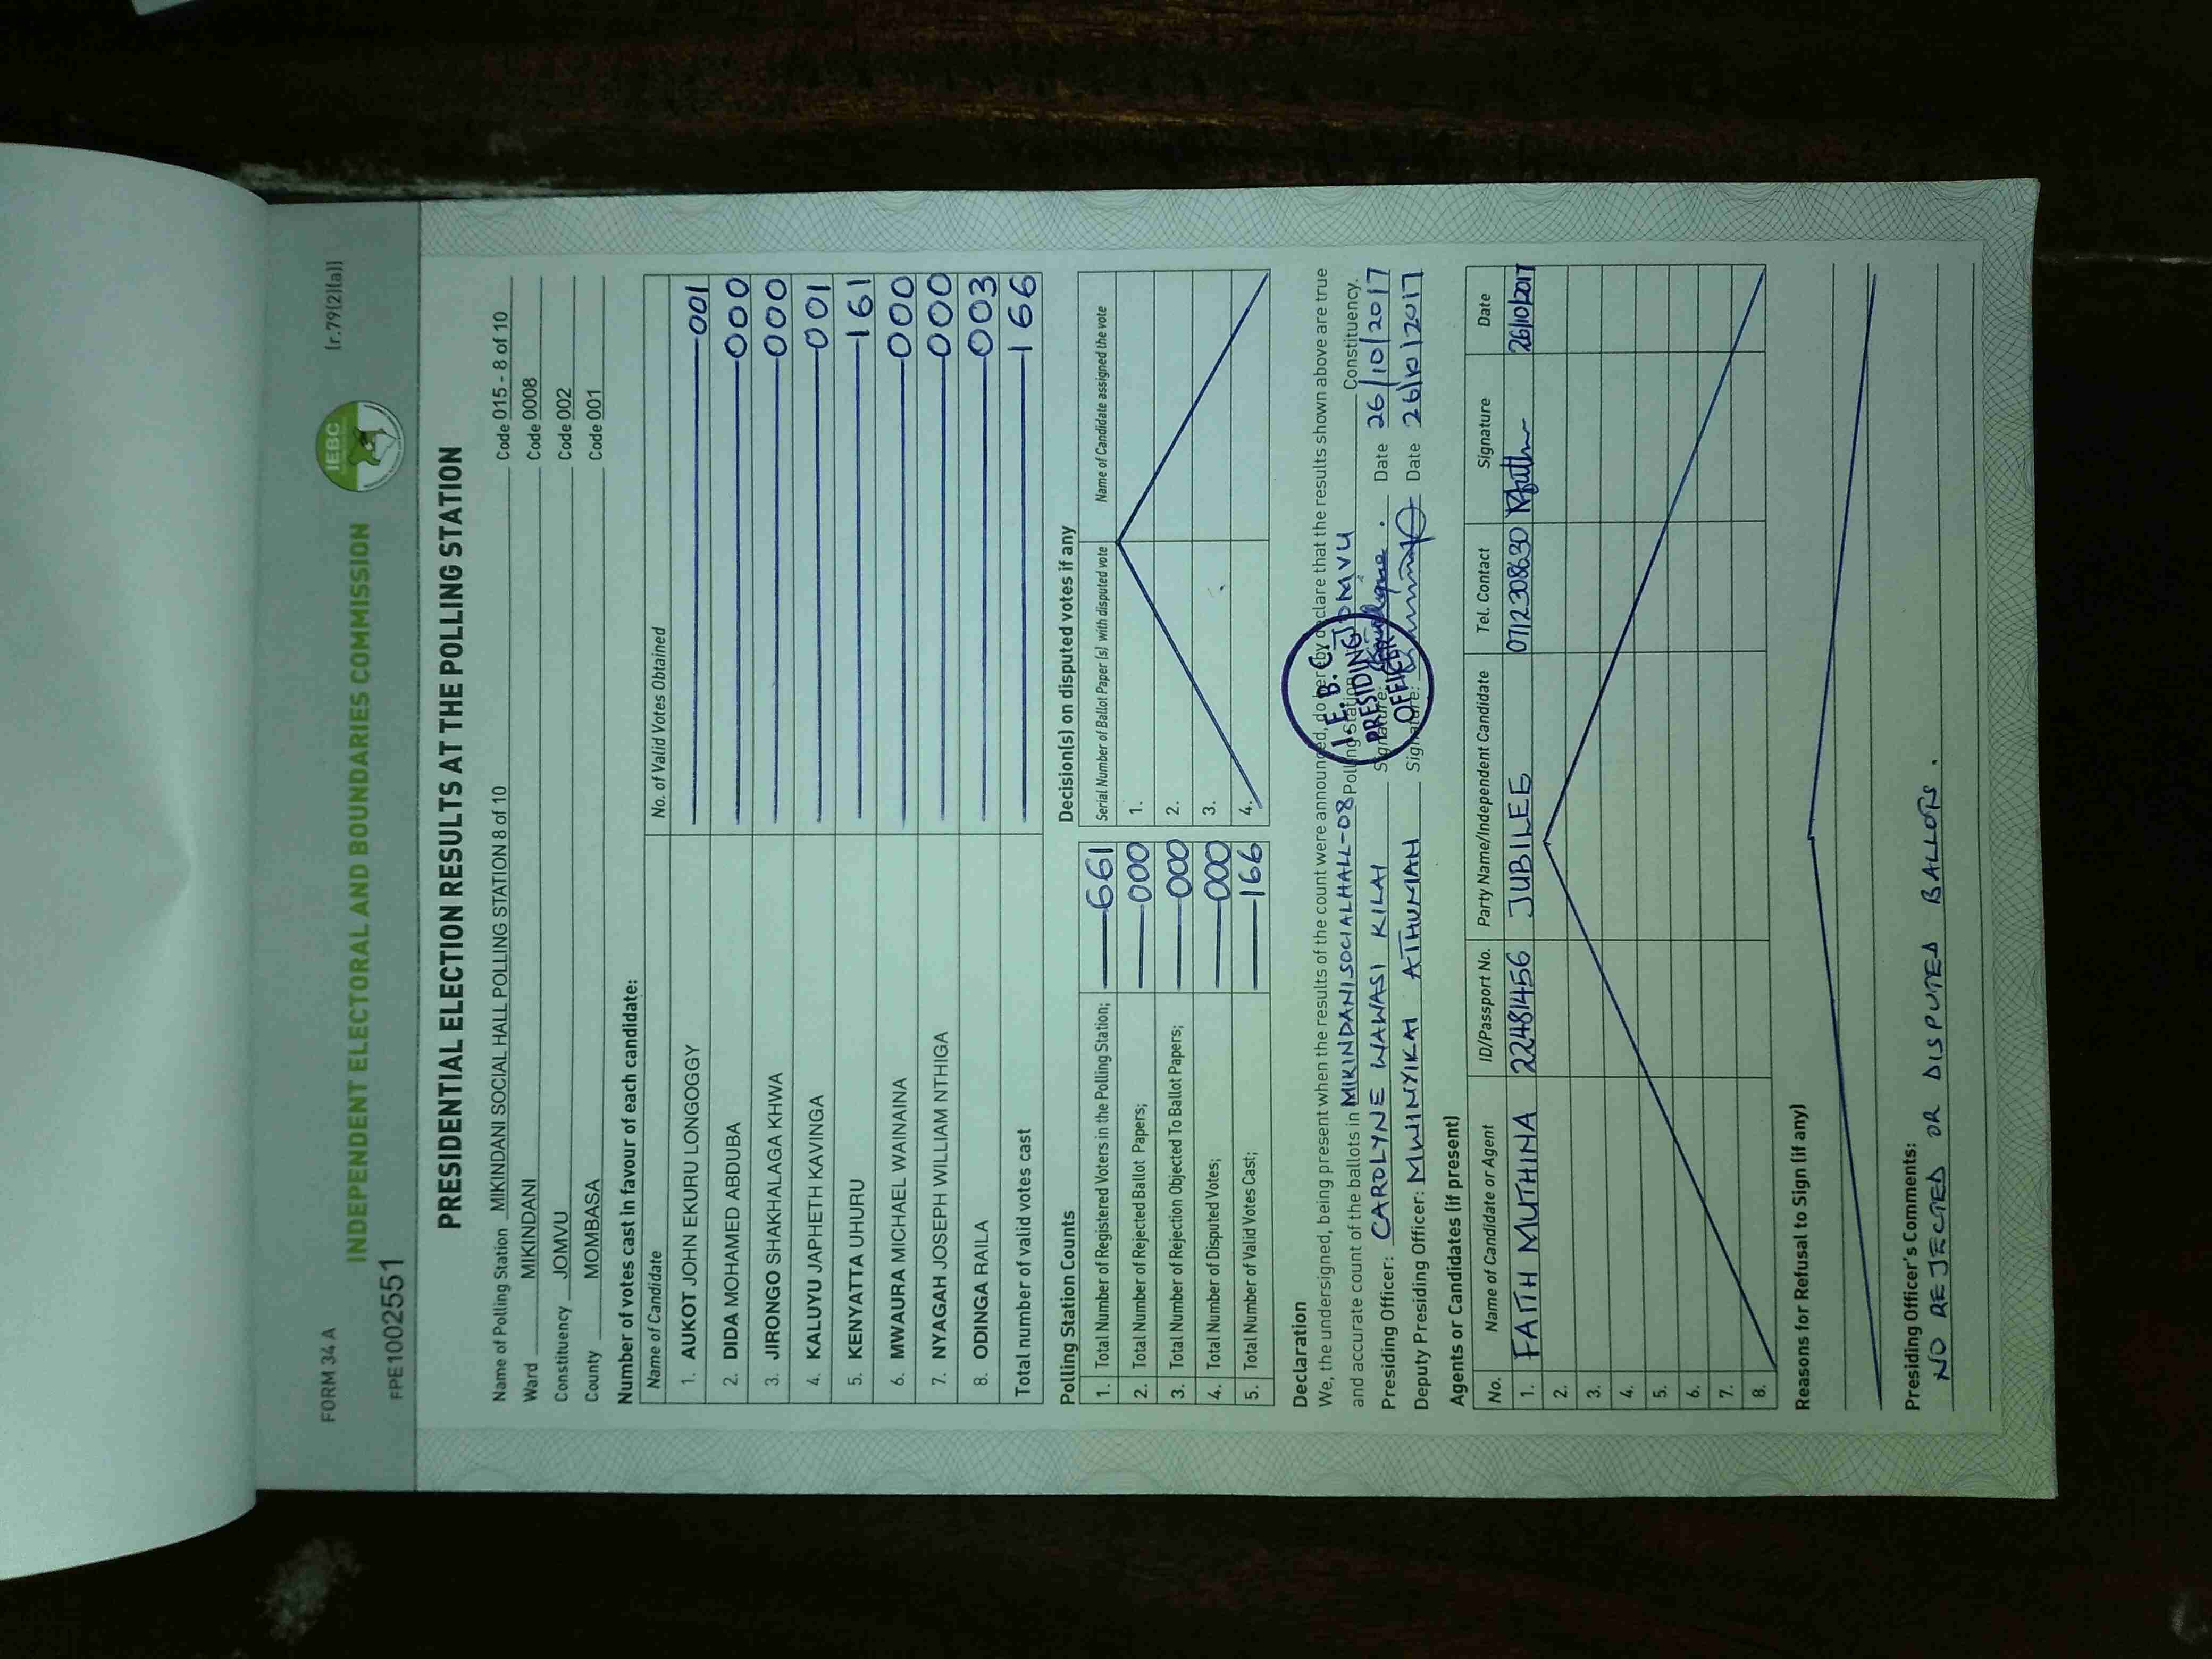 FORM 34 A
[r.79(2)(a)]
INDEPENDENT ELECTORAL AND BOUNDARIES COMMISSION
IEBC
FPE1002551
PRESIDENTIAL ELECTION RESULTS AT THE POLLING STATION
Name of Polling Station MIKINDANI SOCIAL HALL POLLING STATION 8 of 10 Code 015 - 8 of 10
Ward MIKINDANI Code 0008
Constituency JOMVU Code 002
County MOMBASA Code 001
Number of votes cast in favour of each candidate:
Name of Candidate No. of Valid Votes Obtained
1. AUKOT JOHN EKURU LONGOGGY 001
2. DIDA MOHAMED ABDUBA 000
3. JIRONGO SHAKHALAGA KHWA 000
4. KALUYU JAPHETH KAVINGA 001
5. KENYATTA UHURU 161
6. MWAURA MICHAEL WAINAINA 000
7. NYAGAH JOSEPH WILLIAM NTHIGA 000
8. ODINGA RAILA 003
Total number of valid votes cast 166
Polling Station Counts
1. Total Number of Registered Voters in the Polling Station; 661
2. Total Number of Rejected Ballot Papers; 000
3. Total Number of Rejection Objected To Ballot Papers; 000
4. Total Number of Disputed Votes; 000
5. Total Number of Valid Votes Cast; 166
Decision(s) on disputed votes if any
Serial Number of Ballot Paper (s) with disputed vote Name of Candidate assigned the vote
1.
2.
3.
4.
Declaration
We, the undersigned, being present when the results of the count were announced, do hereby declare that the results shown above are true
and accurate count of the ballots in MIKINDANI SOCIAL HALL-08 Polling Station JOMVU Constituency.
Presiding Officer: CAROLYNE WAWASI KILAI Signature: Date 26/10/2017
Deputy Presiding Officer: MWINYIKAI ATHUMAN Signature: Date 26/10/2017
I.E.B.C.
PRESIDING
OFFICER
Agents or Candidates (if present)
No. Name of Candidate or Agent ID/Passport No. Party Name/Independent Candidate Tel. Contact Signature Date
1. FAITH MUTHINA 22481456 JUBILEE 0712308630 26/10/2017
2.
3.
4.
5.
6.
7.
8.
Reasons for Refusal to Sign (if any)
Presiding Officer's Comments:
NO REJECTED OR DISPUTED BALLOTS.